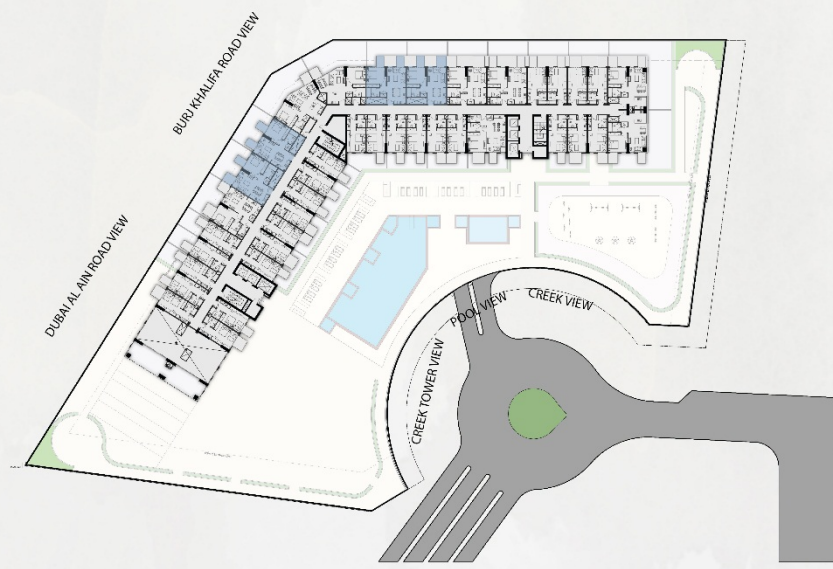 BURJ KHALIFA ROAD VIEW
DUBAI AL AIN ROAD VIEW
POOL VIEW
CREEK VIEW
CREEK TOWER VIEW